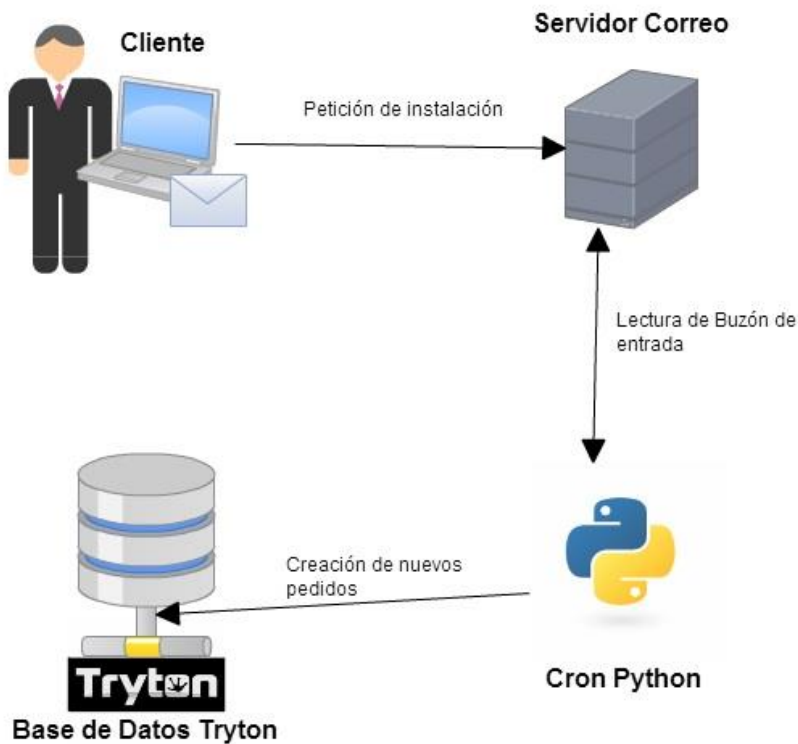 Cliente
Servidor Correo
Petición de instalación
Lectura de Buzón de
entrada
Creación de nuevos
pedidos
Tryton
Base de Datos Tryton
Cron Python